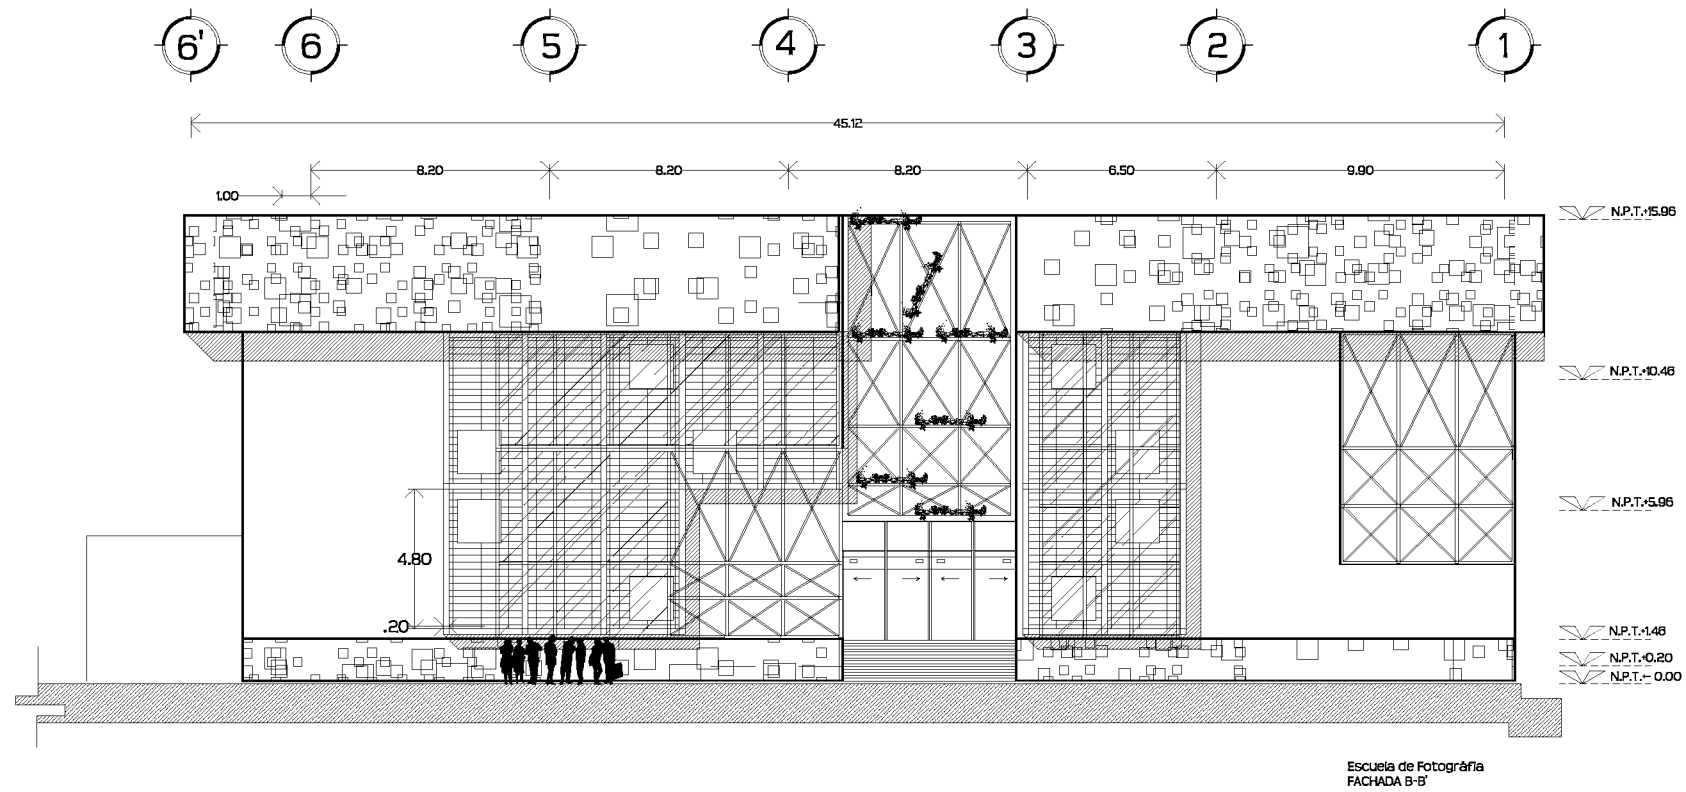 6' 6 5 4 3 2 1
45.12
8.20 8.20 8.20 6.50 9.90
1.00
N.P.T.+15.96
N.P.T.+10.46
N.P.T.+5.96
4.80
.20
N.P.T.+1.46
N.P.T.+0.20
N.P.T.+- 0.00
Escuela de Fotográfia
FACHADA B-B'